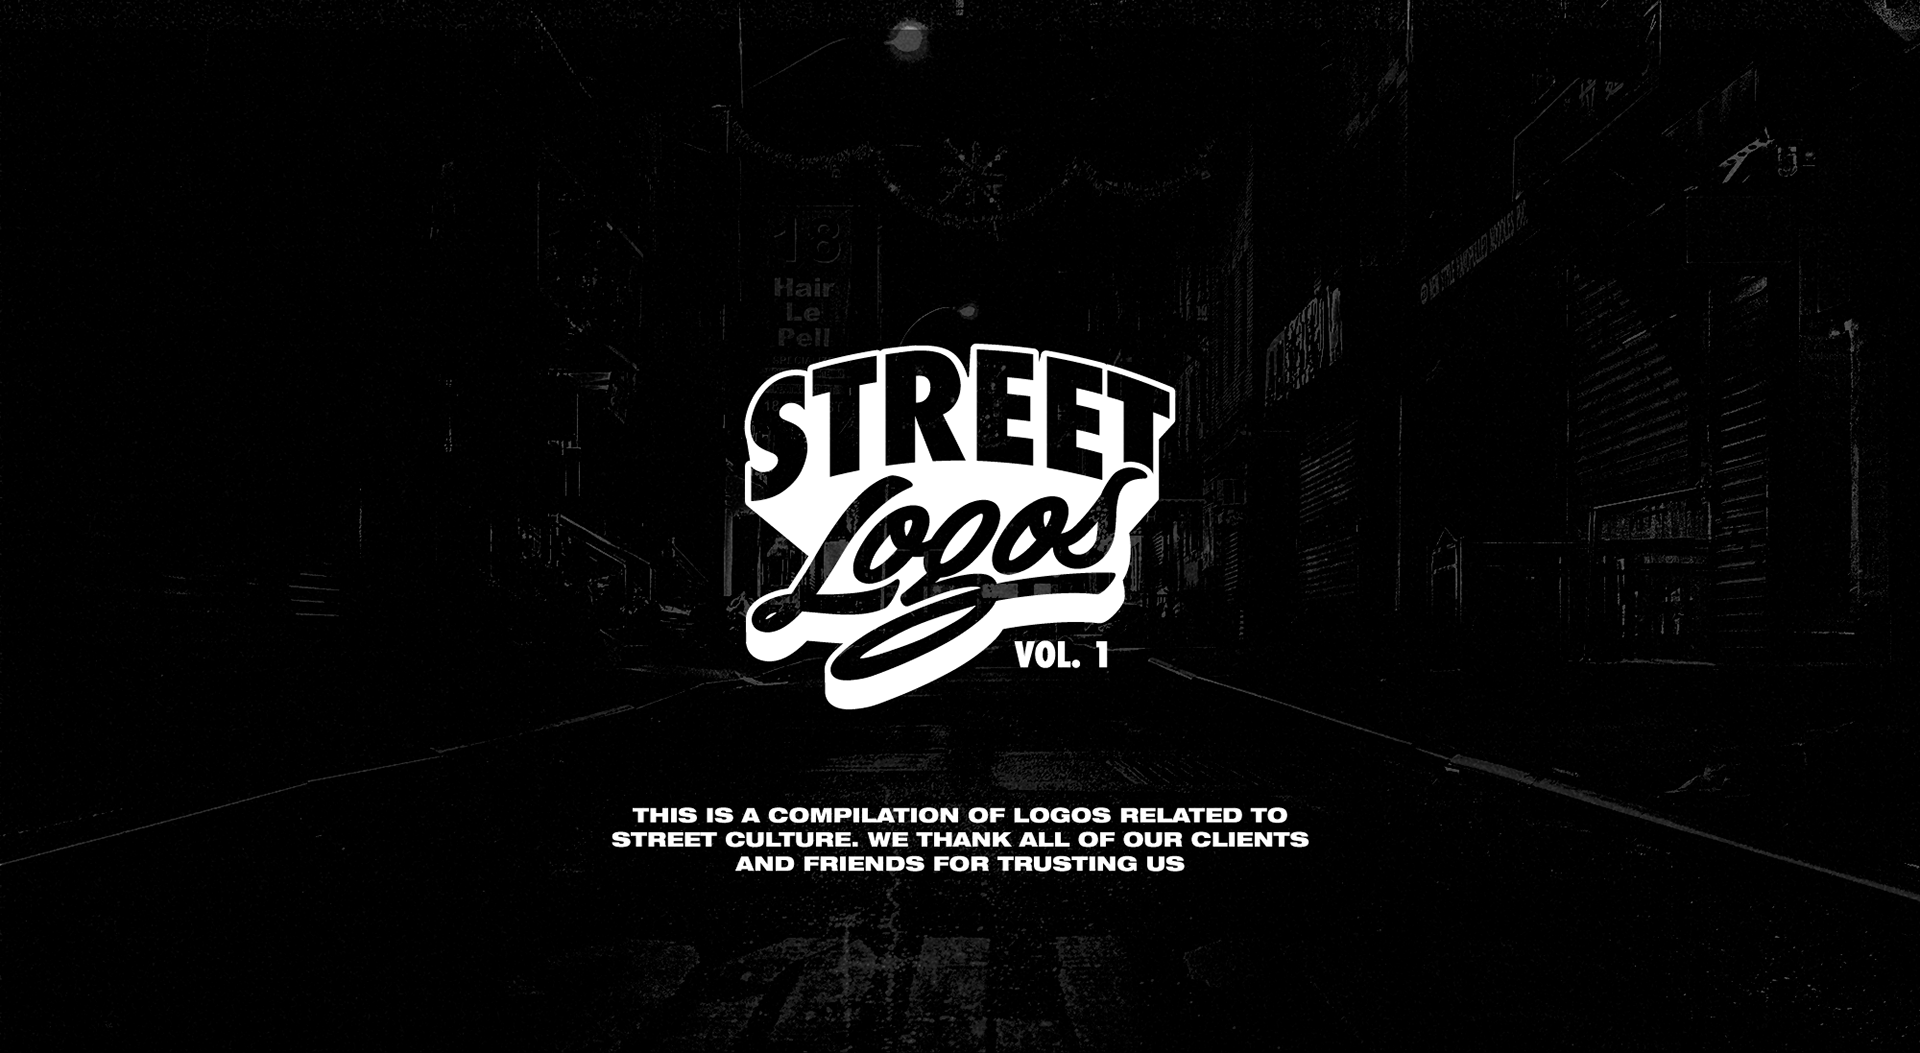 18
Hair
Le
Pell
STREET
Logos
VOL. 1
THIS IS A COMPILATION OF LOGOS RELATED TO
STREET CULTURE. WE THANK ALL OF OUR CLIENTS
AND FRIENDS FOR TRUSTING US